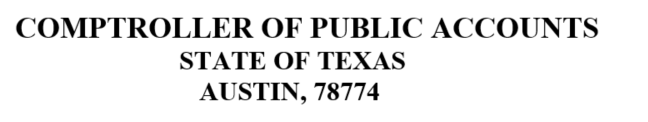 COMPTROLLER OF PUBLIC ACCOUNTS
STATE OF TEXAS
AUSTIN, 78774